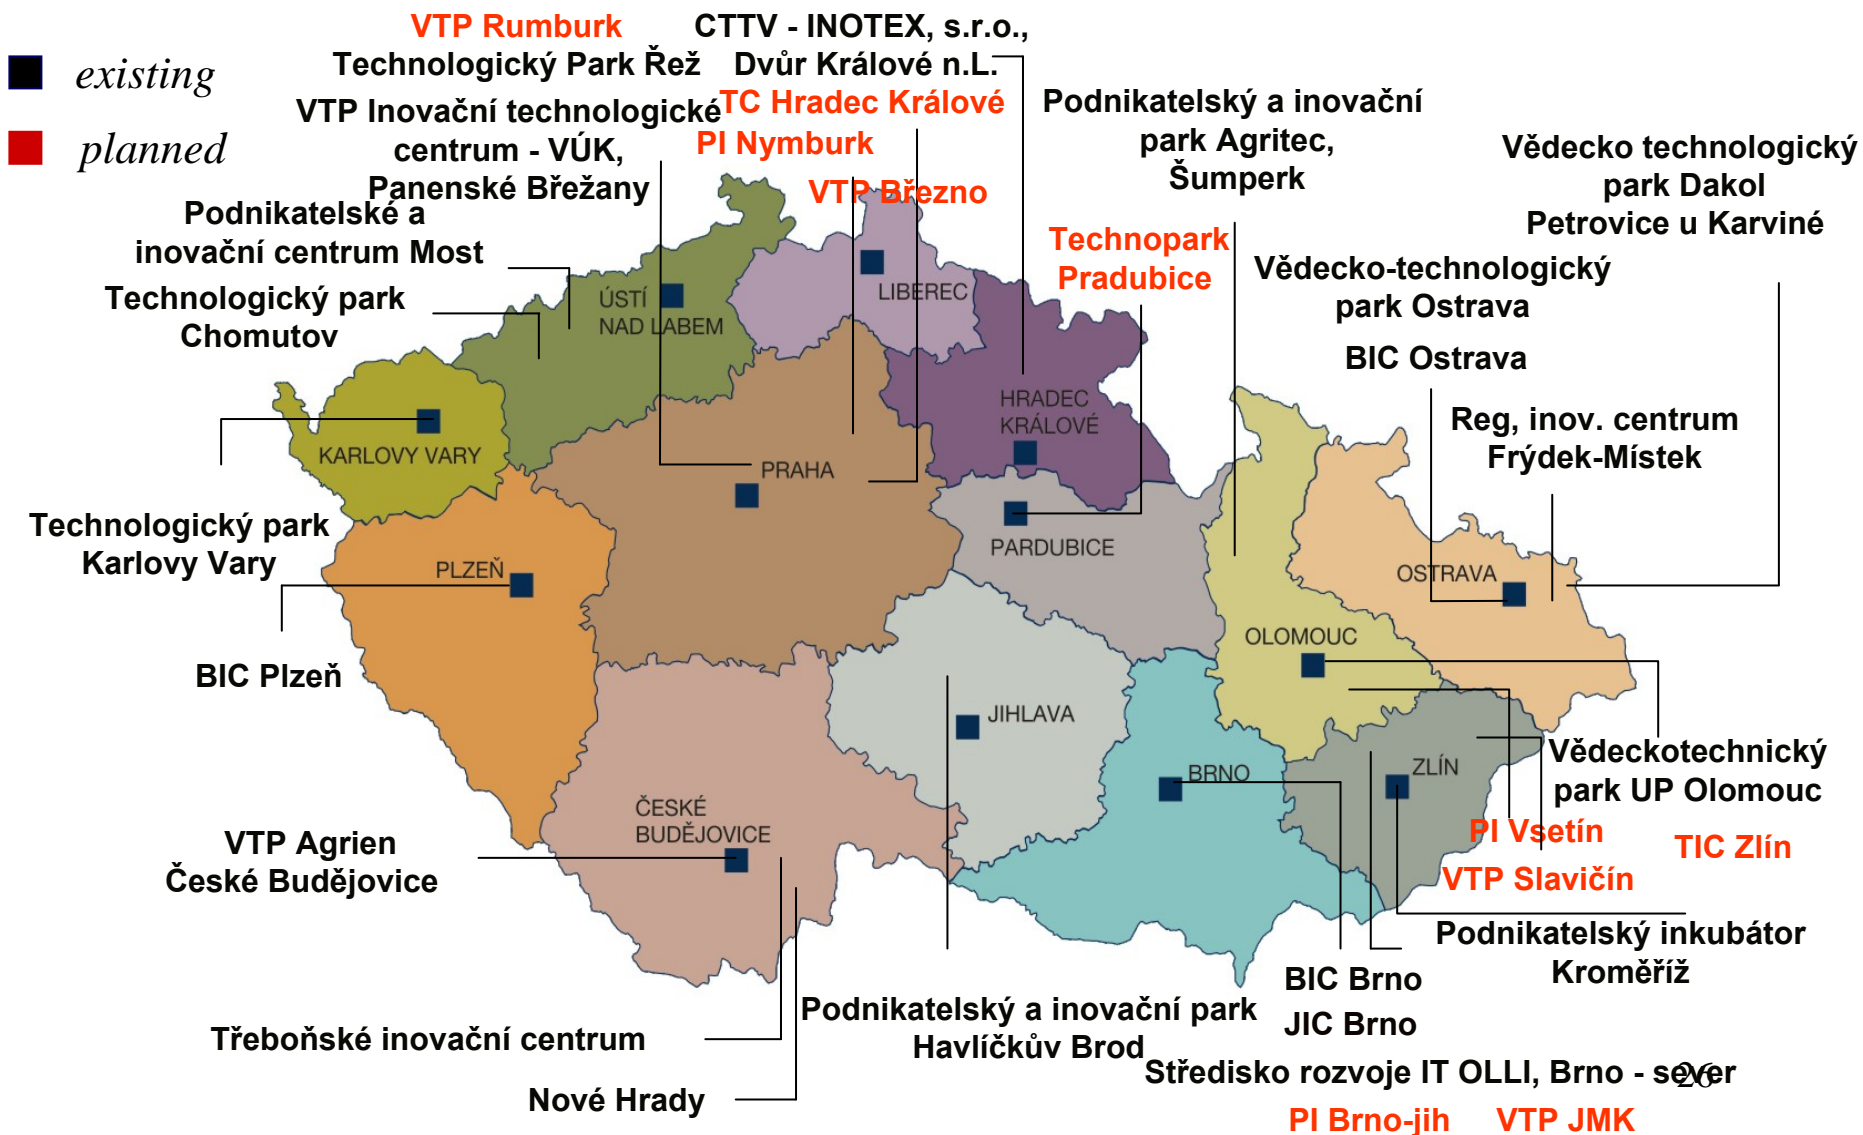 existing
planned
VTP Rumburk
Technologický Park Řež
VTP Inovační technologické
centrum - VÚK,
Panenské Břežany
CTTV - INOTEX, s.r.o.,
Dvůr Králové n.L.
TC Hradec Králové
PI Nymburk
VTP Březno
Podnikatelský a inovační
park Agritec,
Šumperk
Vědecko technologický
park Dakol
Petrovice u Karviné
Podnikatelské a
inovační centrum Most
Technologický park
Chomutov
Technopark
Pradubice
Vědecko-technologický
park Ostrava
BIC Ostrava
Reg, inov. centrum
Frýdek-Místek
ÚSTÍ
NAD LABEM
LIBEREC
HRADEC
KRÁLOVÉ
KARLOVY VARY
PRAHA
Technologický park
Karlovy Vary
PLZEŇ
PARDUBICE
OSTRAVA
OLOMOUC
BIC Plzeň
JIHLAVA
BRNO
ZLÍN
ČESKÉ
BUDĚJOVICE
Vědeckotechnický
park UP Olomouc
PI Vsetín
TIC Zlín
VTP Slavičín
VTP Agrien
České Budějovice
Podnikatelský inkubátor
Kroměříž
BIC Brno
JIC Brno
Podnikatelský a inovační park
Havlíčkův Brod
Třeboňské inovační centrum
Nové Hrady
Středisko rozvoje IT OLLI, Brno - sever
26
PI Brno-jih
VTP JMK